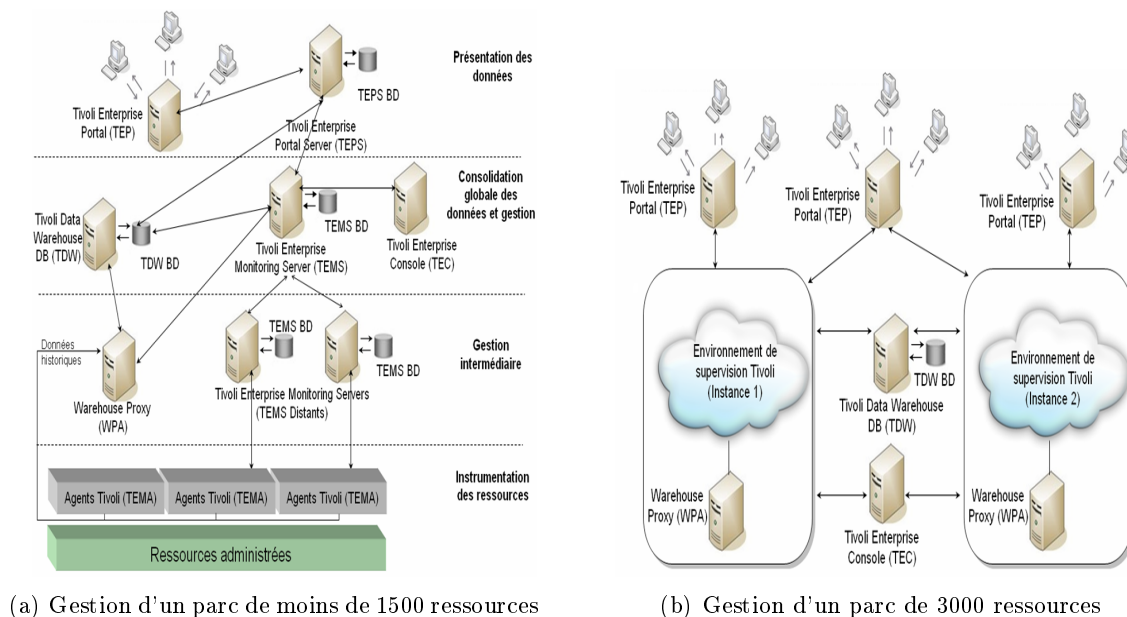 Présentation des
données
TEPS BD
Tivoli Enterprise
Portal (TEP)
Tivoli Enterprise
Portal Server (TEPS)
Consolidation
globale des
données et gestion
Tivoli Data
Warehouse
DB (TDW)
TDW BD
TEMS BD
Tivoli Enterprise
Monitoring Server (TEMS)
Tivoli Enterprise
Console (TEC)
Données
historiques
Warehouse Proxy
(WPA)
TEMS BD
TEMS BD
Tivoli Enterprise Monitoring Servers
(TEMS Distants)
Gestion
intermédiaire
Agents Tivoli (TEMA)
Agents Tivoli (TEMA)
Agents Tivoli (TEMA)
Instrumentation
des ressources
Ressources administrées
(a) Gestion d'un parc de moins de 1500 ressources
Tivoli Enterprise
Portal (TEP)
Tivoli Enterprise
Portal (TEP)
Tivoli Enterprise
Portal (TEP)
Environnement de
supervision Tivoli
(Instance 1)
TDW BD
Tivoli Data Warehouse
DB (TDW)
Environnement de
supervision Tivoli
(Instance 2)
Warehouse
Proxy (WPA)
Tivoli Enterprise
Console (TEC)
Warehouse
Proxy (WPA)
(b) Gestion d'un parc de 3000 ressources